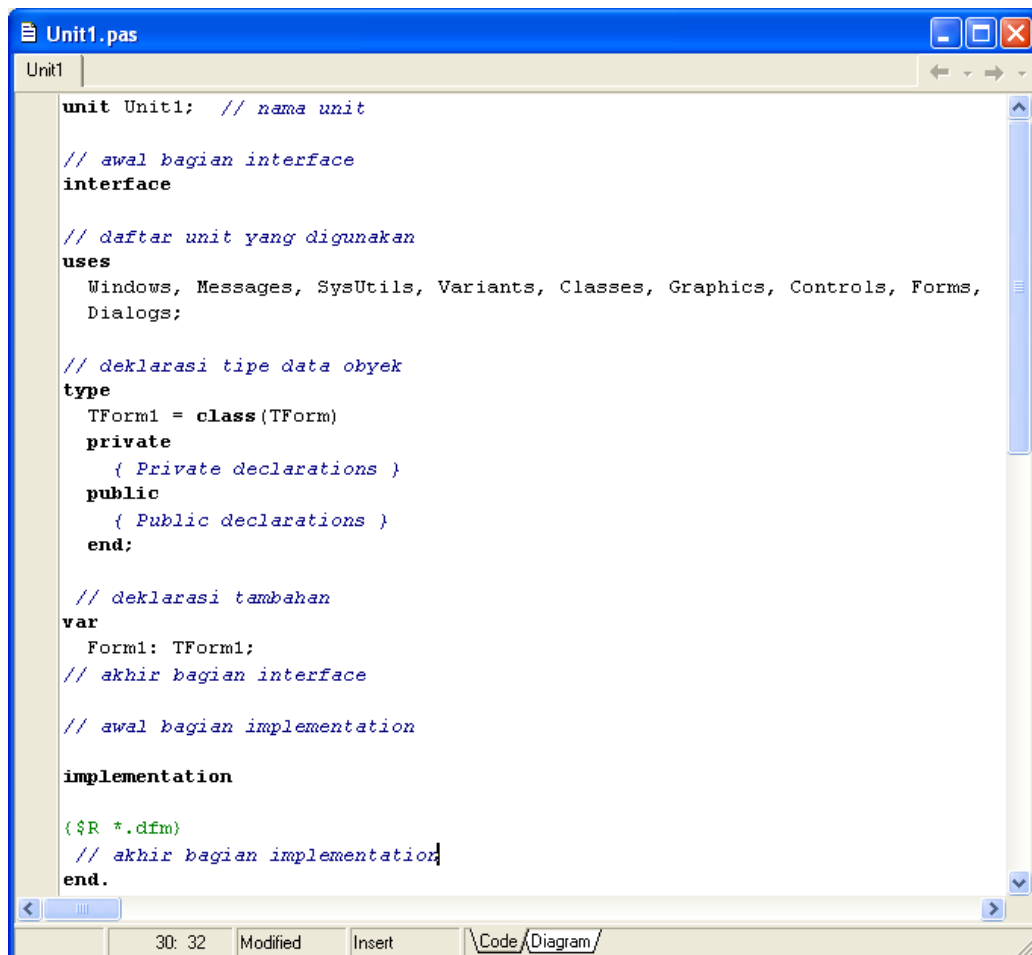 Unit1.pas
Unit1
unit Unit1;  // nama unit
// awal bagian interface
interface
// daftar unit yang digunakan
uses
Windows, Messages, SysUtils, Variants, Classes, Graphics, Controls, Forms,
Dialogs;
// deklarasi tipe data obyek
type
TForm1 = class(TForm)
private
{ Private declarations }
public
{ Public declarations }
end;
// deklarasi tambahan
var
Form1: TForm1;
// akhir bagian interface
// awal bagian implementation
implementation
{$R *.dfm}
// akhir bagian implementation
end.
30: 32 Modified Insert Code Diagram